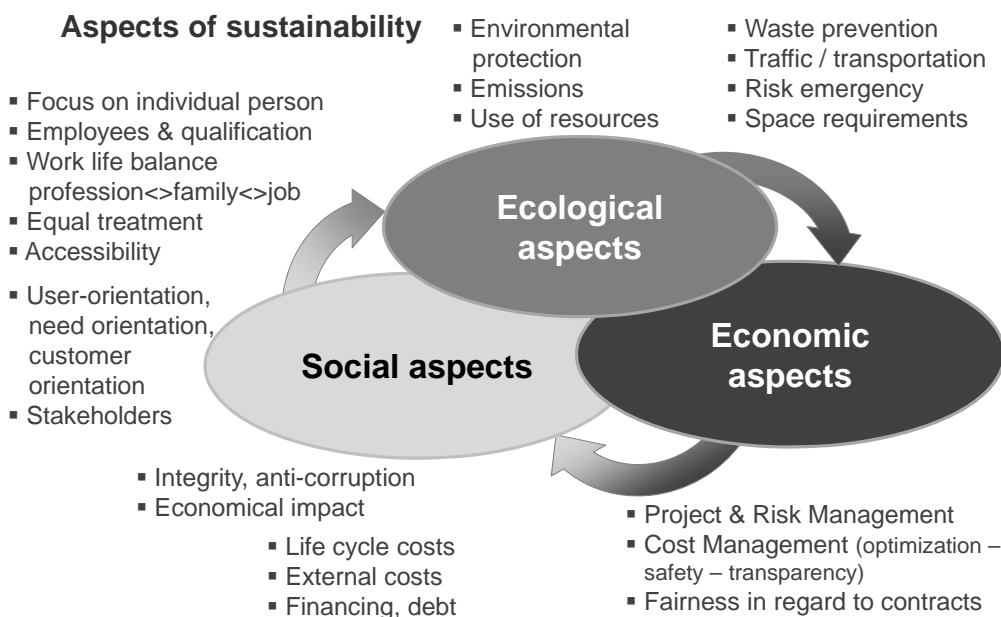 Aspects of sustainability
▪ Environmental
protection
▪ Emissions
▪ Use of resources
▪ Waste prevention
▪ Traffic / transportation
▪ Risk emergency
▪ Space requirements
▪ Focus on individual person
▪ Employees & qualification
▪ Work life balance
profession<>family<>job
▪ Equal treatment
▪ Accessibility
▪ User-orientation,
need orientation,
customer
orientation
▪ Stakeholders
Ecological
aspects
Social aspects
Economic
aspects
▪ Integrity, anti-corruption
▪ Economical impact
▪ Life cycle costs
▪ External costs
▪ Financing, debt
▪ Project & Risk Management
▪ Cost Management (optimization –
safety – transparency)
▪ Fairness in regard to contracts